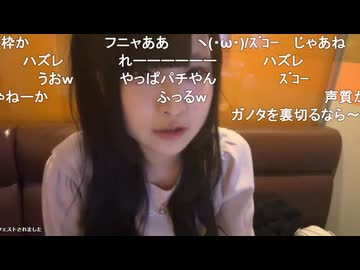 枠か
フニャああ
ヽ(･ω･)/ｽﾞｺｰ
じゃあね
ハズレ
れーーーーーー
ハズレ
うおｗ
やっぱパチやん
ｽﾞｺｰ
ゃねーか
ふっるｗ
声質が
ガノタを裏切るなら〜
クエストされました